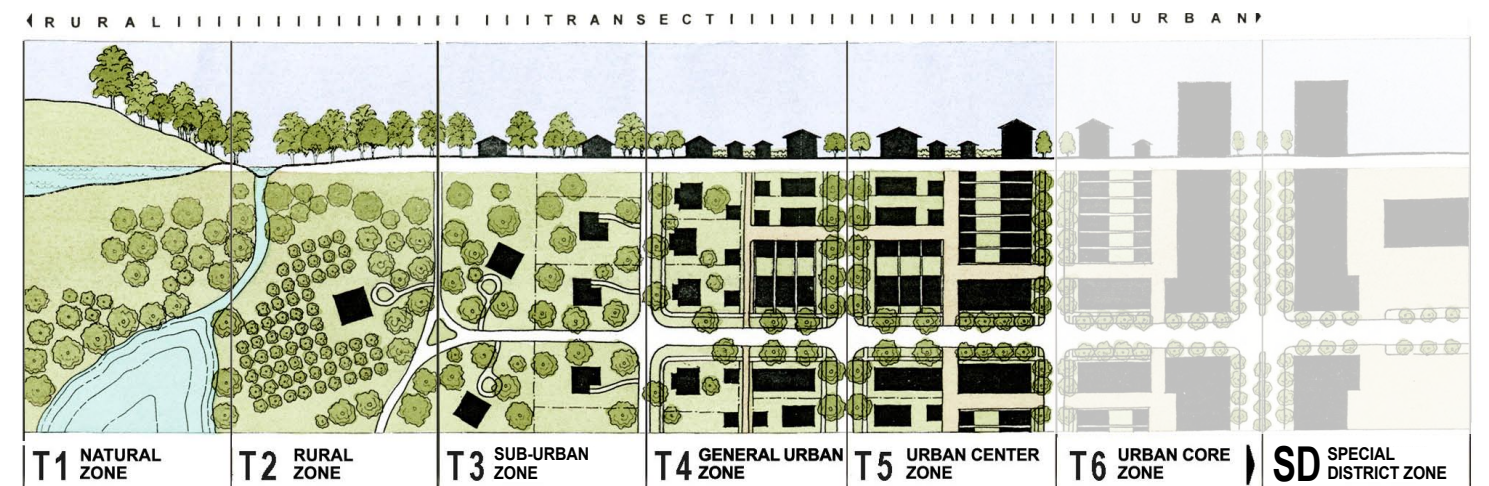 RURAL TRANSECT URBAN
T1 NATURAL ZONE
T2 RURAL ZONE
T3 SUB-URBAN ZONE
T4 GENERAL URBAN ZONE
T5 URBAN CENTER ZONE
T6 URBAN CORE ZONE
SD SPECIAL DISTRICT ZONE